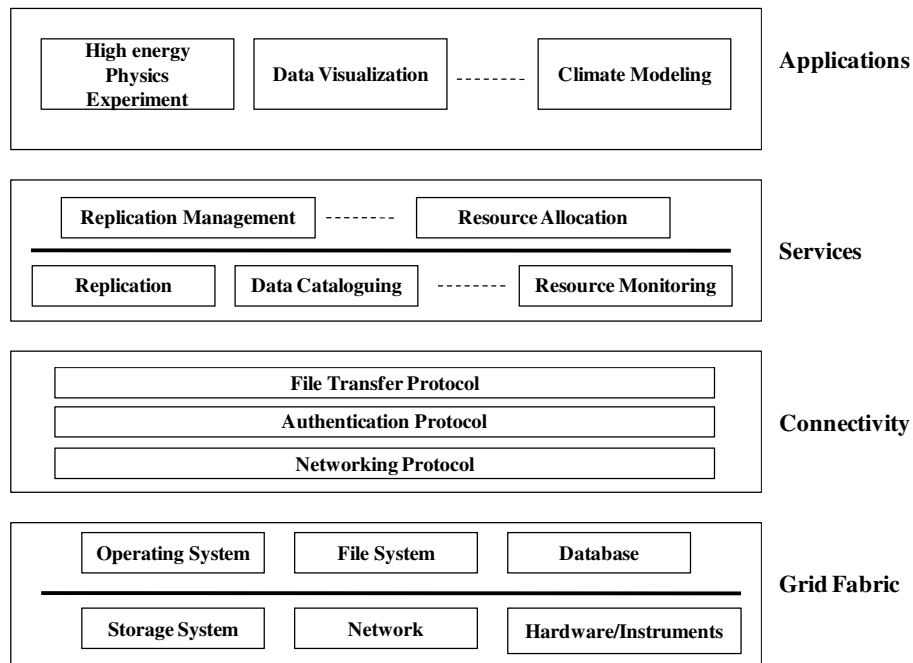 High energy
Physics
Experiment
Data Visualization
Climate Modeling
Applications
Replication Management
Resource Allocation
Services
Replication
Data Cataloguing
Resource Monitoring
File Transfer Protocol
Authentication Protocol
Connectivity
Networking Protocol
Operating System
File System
Database
Grid Fabric
Storage System
Network
Hardware/Instruments